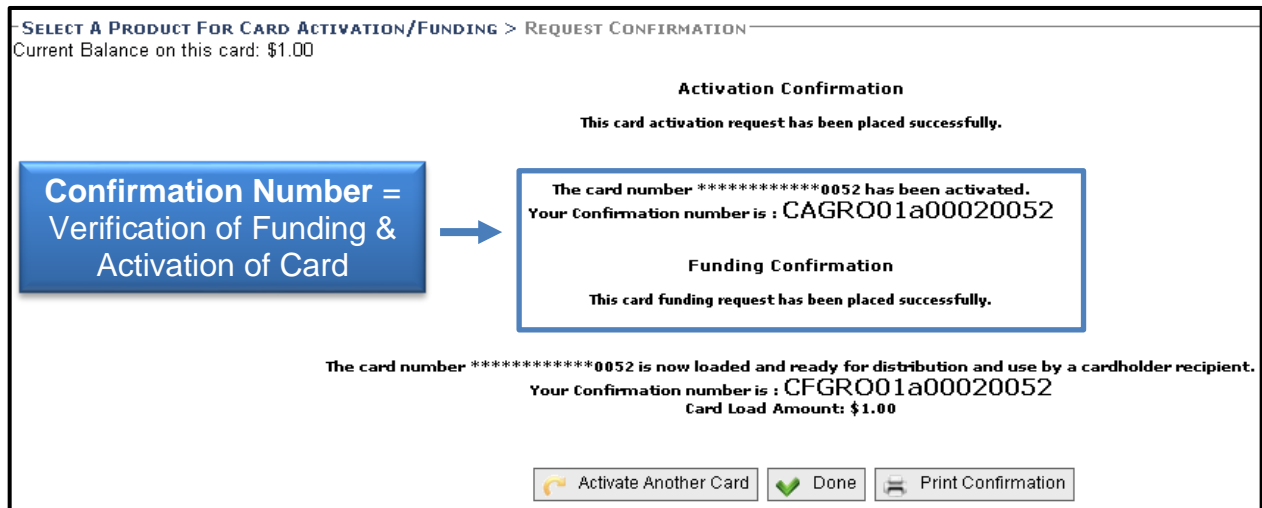 SELECT A PRODUCT FOR CARD ACTIVATION/FUNDING > REQUEST CONFIRMATION
Current Balance on this card: $1.00
Activation Confirmation
This card activation request has been placed successfully.
Confirmation Number =
Verification of Funding &
Activation of Card
The card number ************0052 has been activated.
Your Confirmation number is : CAGRO01a00020052
Funding Confirmation
This card funding request has been placed successfully.
The card number ************0052 is now loaded and ready for distribution and use by a cardholder recipient.
Your Confirmation number is : CFGRO01a00020052
Card Load Amount: $1.00
Activate Another Card Done Print Confirmation